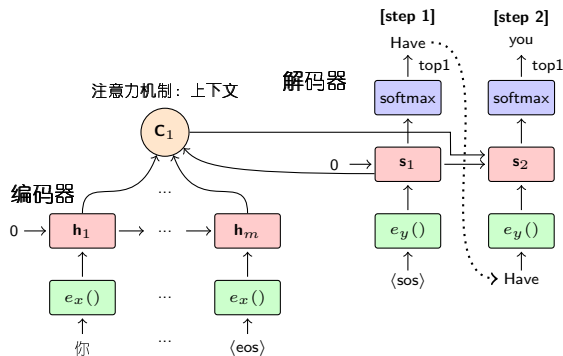 [step 1] [step 2]
Have you
top1 top1
解码器
softmax softmax
注意力机制：上下文
C1
0 s1 s2
编码器
0 h1 ... hm
...
ey() ey()
⟨sos⟩ Have
ex() ... ex()
你 ... ⟨eos⟩